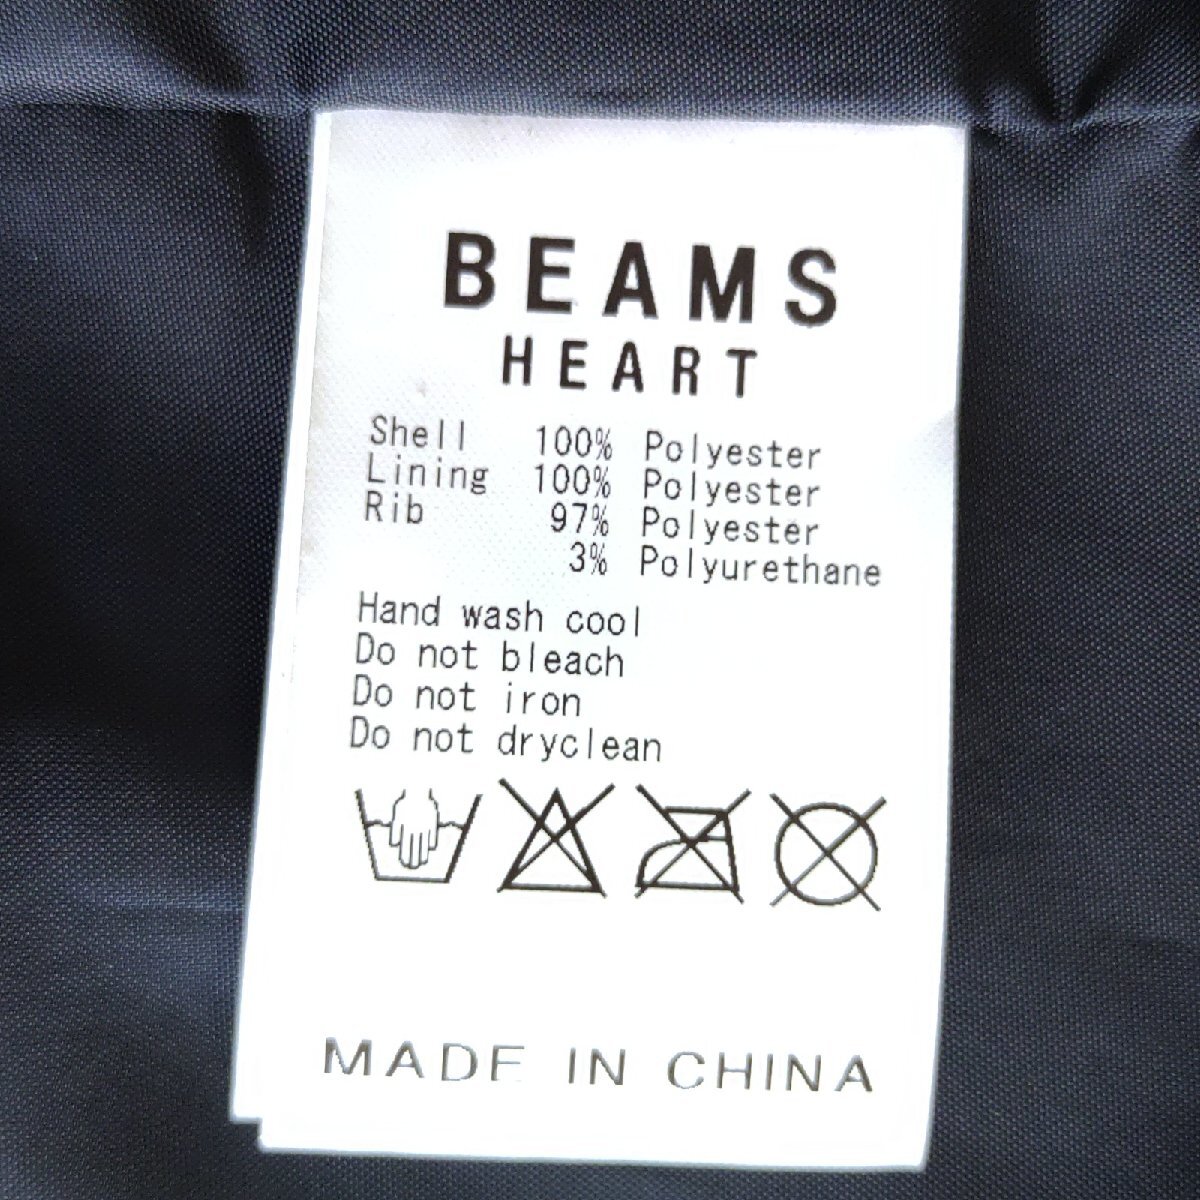 BEAMS
HEART
Shell 100% Polyester
Lining 100% Polyester
Rib 97% Polyester
3% Polyurethane
Hand wash cool
Do not bleach
Do not iron
Do not dryclean
MADE IN CHINA